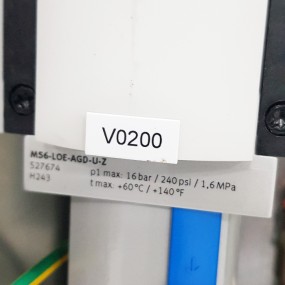 V0200
MS6-LOE-AGD-U-Z
527674
H243
p1 max: 16 bar / 240 psi / 1,6 MPa
t max: +60°C / +140°F